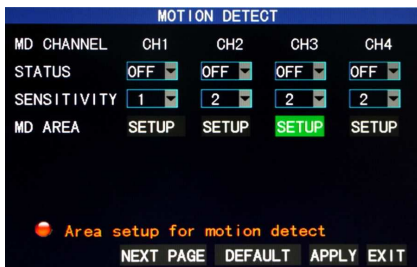 MOTION DETECT
MD CHANNEL CH1 CH2 CH3 CH4
STATUS OFF OFF OFF OFF
SENSITIVITY 1 2 2 2
MD AREA SETUP SETUP SETUP SETUP
Area setup for motion detect
NEXT PAGE DEFAULT APPLY EXIT